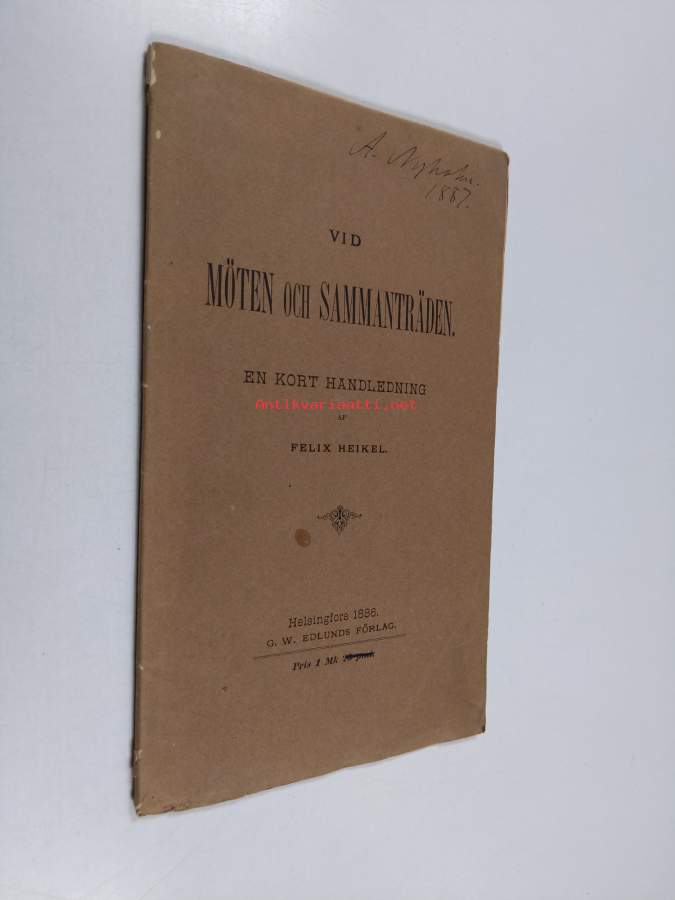 A. Nyholm.
1887.
VID
MÖTEN OCH SAMMANTRÄDEN.
EN KORT HANDLEDNING
Antikvariaatti.net
AF
FELIX HEIKEL.
Helsingfors 1886.
G. W. EDLUNDS FÖRLAG.
Pris 1 Mk